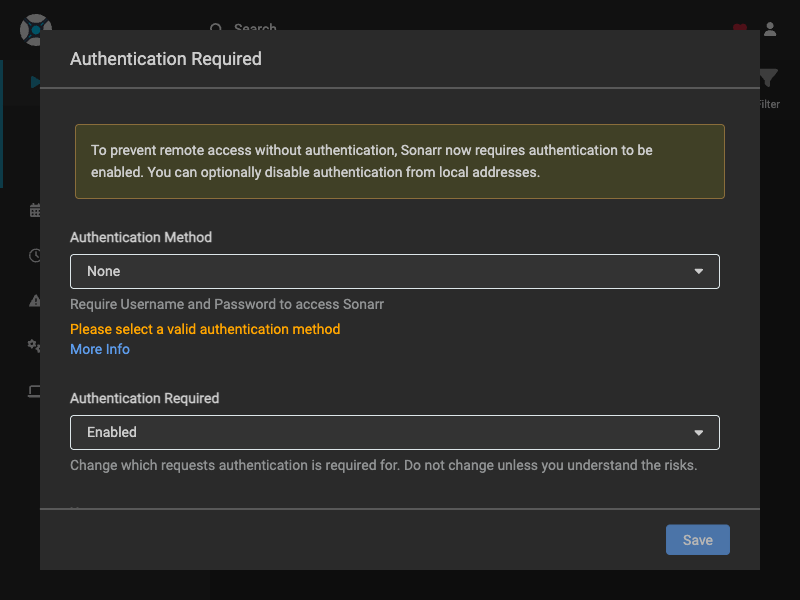 Search
Authentication Required
Filter
To prevent remote access without authentication, Sonarr now requires authentication to be
enabled. You can optionally disable authentication from local addresses.
Authentication Method
None
Require Username and Password to access Sonarr
Please select a valid authentication method
More Info
Authentication Required
Enabled
Change which requests authentication is required for. Do not change unless you understand the risks.
Save